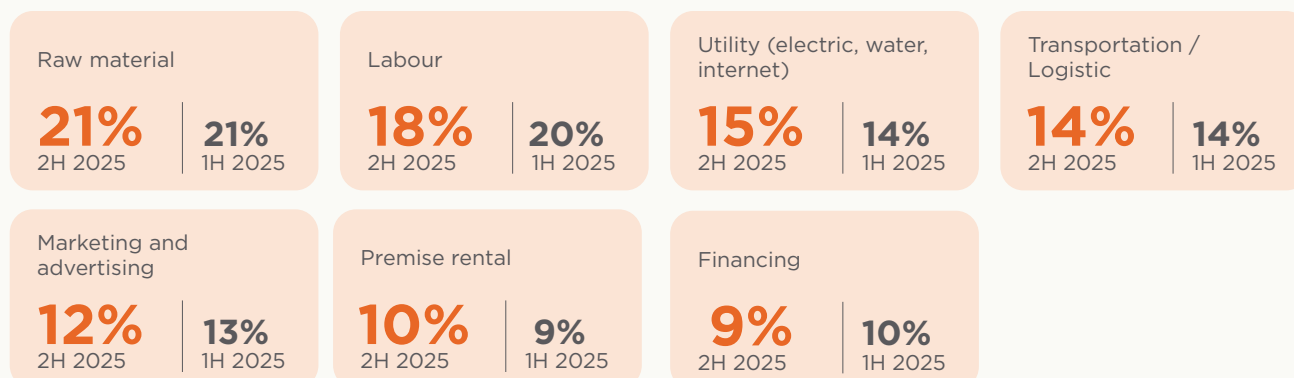 Raw material
21%
2H 2025
21%
1H 2025
Labour
18%
2H 2025
20%
1H 2025
Utility (electric, water,
internet)
15%
2H 2025
14%
1H 2025
Transportation /
Logistic
14%
2H 2025
14%
1H 2025
Marketing and
advertising
12%
2H 2025
13%
1H 2025
Premise rental
10%
2H 2025
9%
1H 2025
Financing
9%
2H 2025
10%
1H 2025